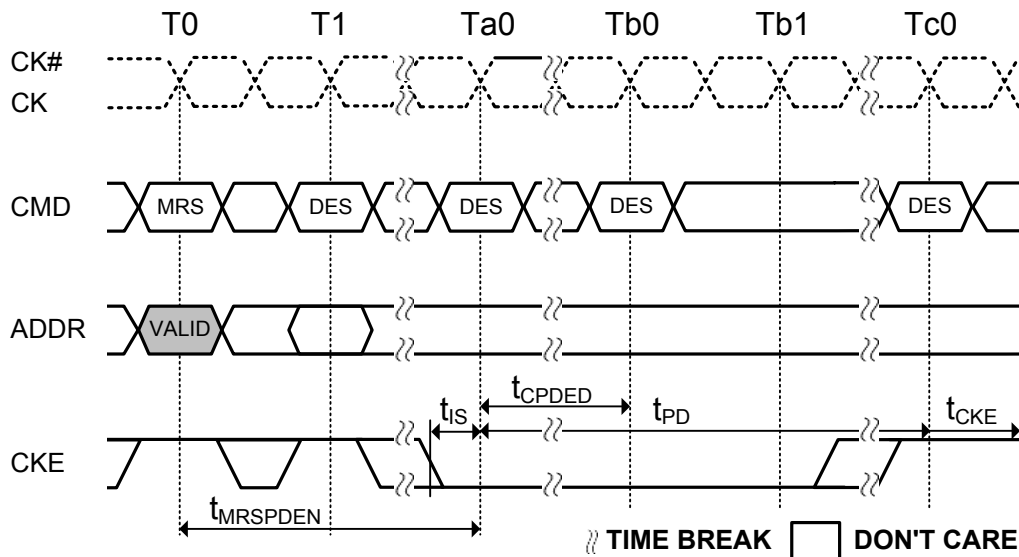 T0 T1 Ta0 Tb0 Tb1 Tc0
CK#
CK
CMD MRS DES DES DES DES
ADDR VALID
tIS tCPDED tPD tCKE
CKE
tMRSPDEN
TIME BREAK DON'T CARE